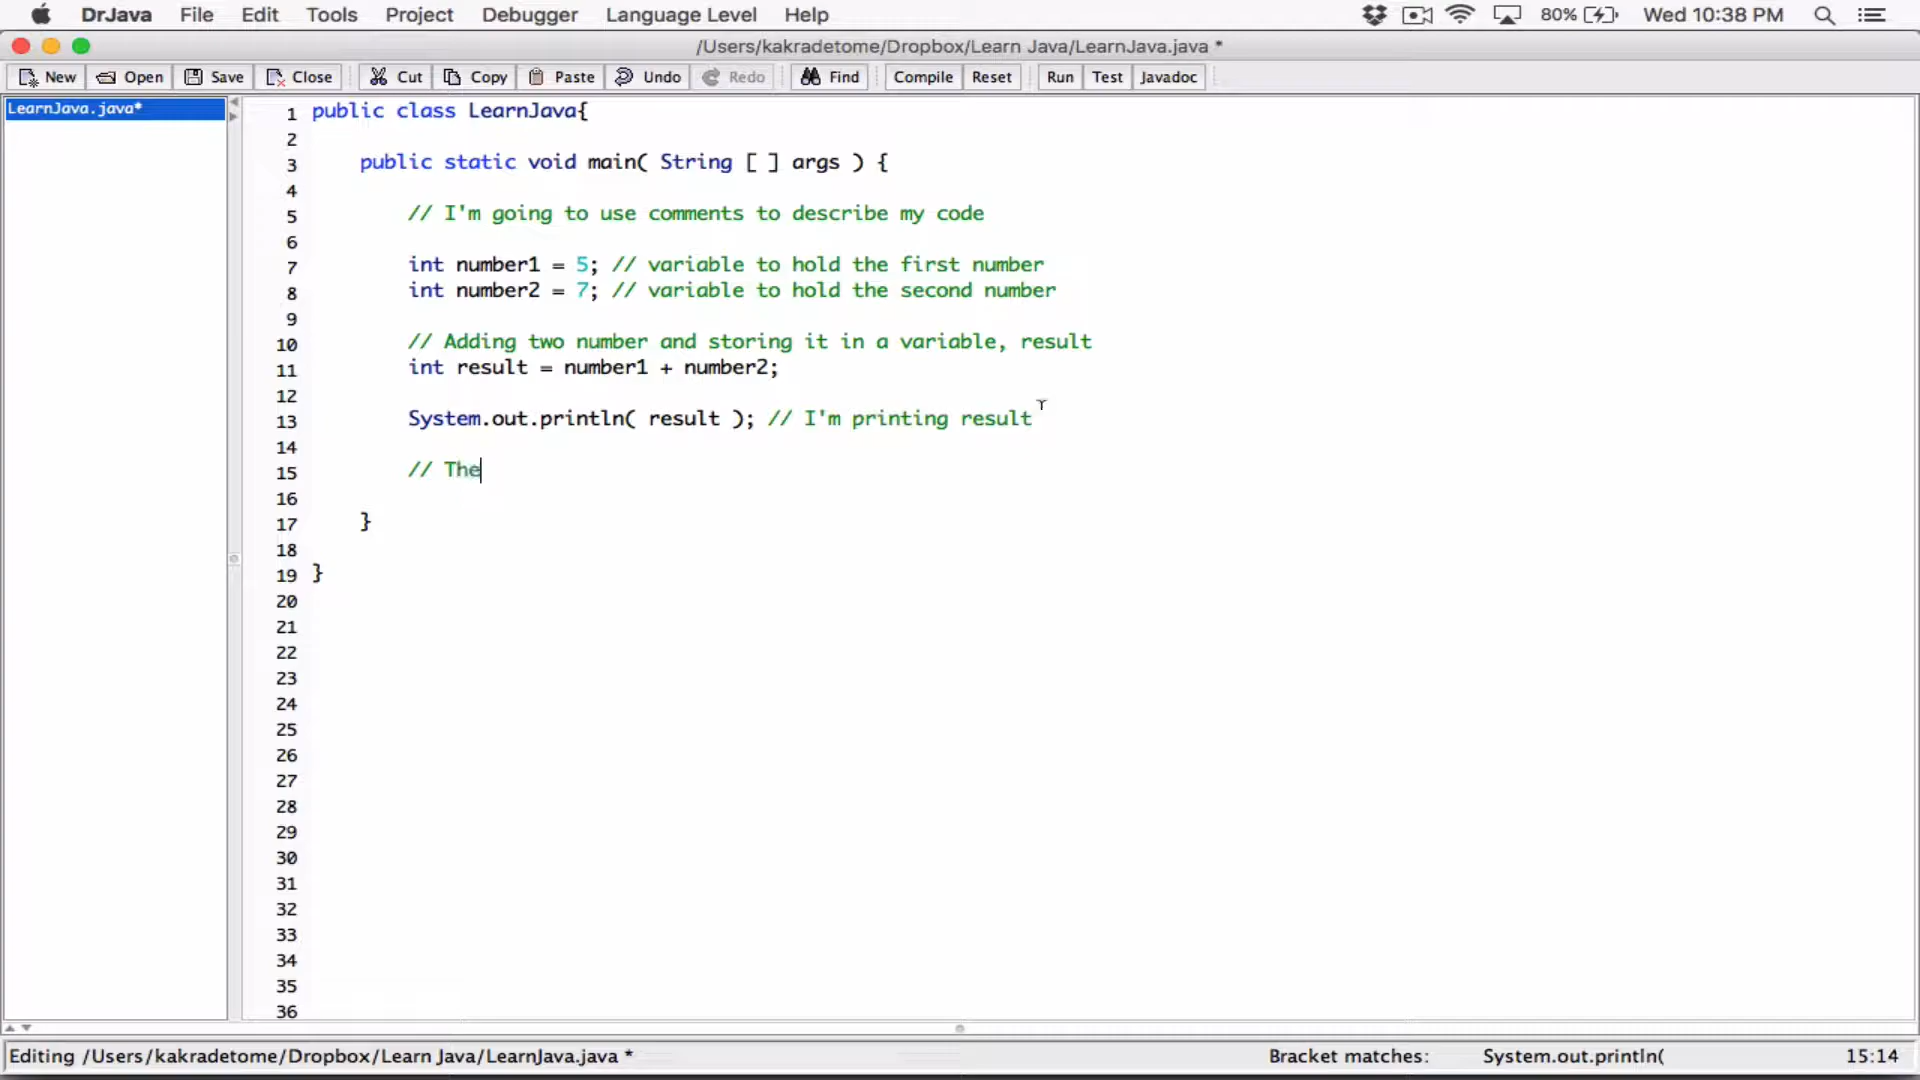 DrJava File Edit Tools Project Debugger Language Level Help 80% Wed 10:38 PM
/Users/kakradetome/Dropbox/Learn Java/LearnJava.java *
New Open Save Close Cut Copy Paste Undo Redo Find Compile Reset Run Test Javadoc
LearnJava.java*
1 public class LearnJava{
2
3 public static void main( String [ ] args ) {
4
5 // I'm going to use comments to describe my code
6
7 int number1 = 5; // variable to hold the first number
8 int number2 = 7; // variable to hold the second number
9
10 // Adding two number and storing it in a variable, result
11 int result = number1 + number2;
12
13 System.out.println( result ); // I'm printing result
14
15 // The
16
17 }
18
19 }
20
21
22
23
24
25
26
27
28
29
30
31
32
33
34
35
36
Editing /Users/kakradetome/Dropbox/Learn Java/LearnJava.java * Bracket matches: System.out.println( 15:14